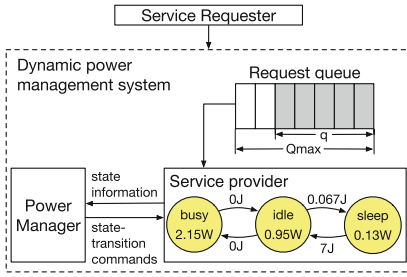 Service Requester
Dynamic power
management system
Request queue
q
Qmax
Power
Manager
state
information
state-
transition
commands
Service provider
busy
2.15W
0J
0J
idle
0.95W
0.067J
7J
sleep
0.13W